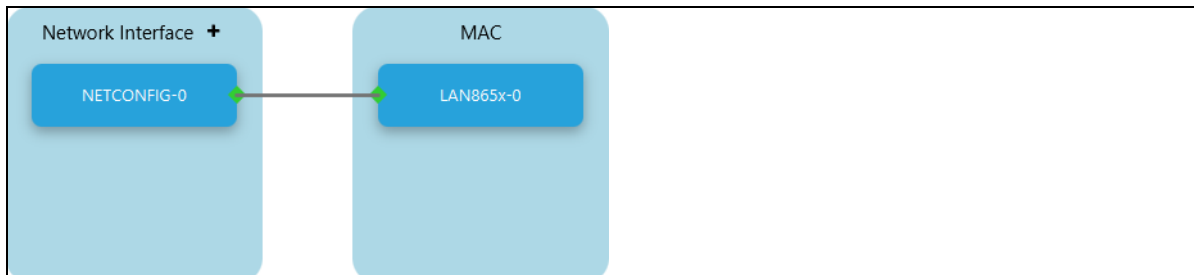 Network Interface +
MAC
NETCONFIG-0
LAN865x-0